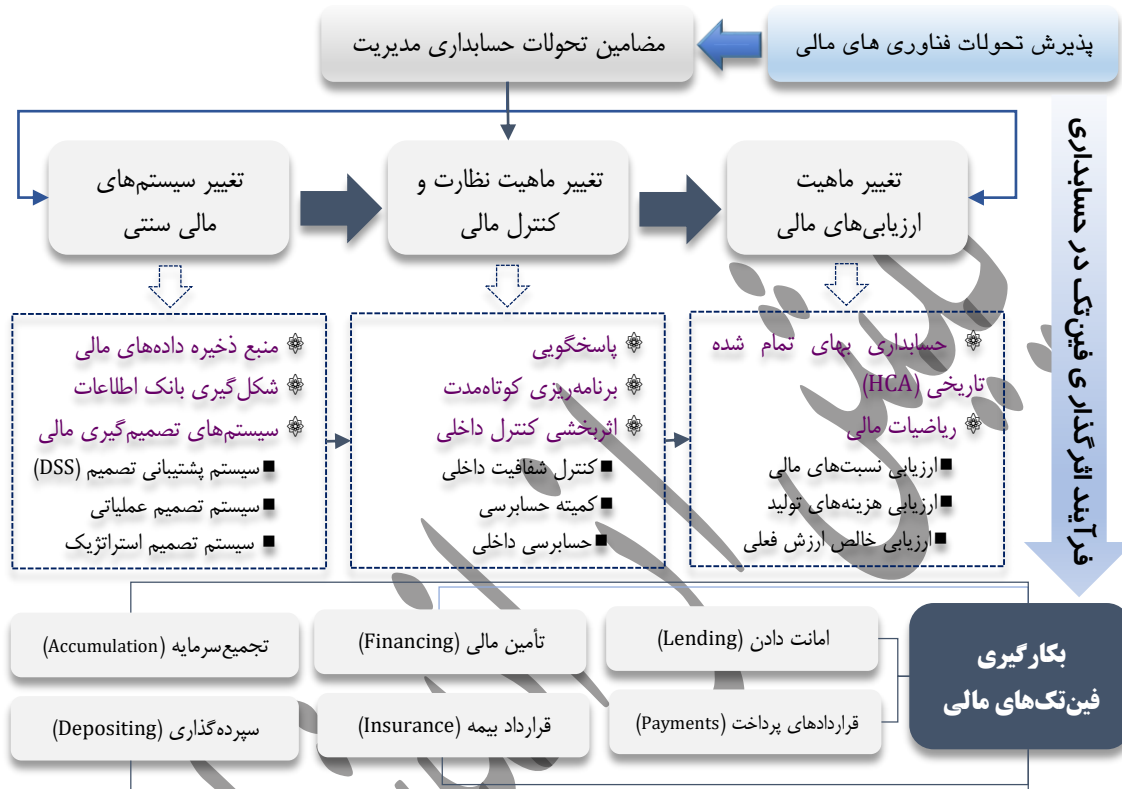 پذیرش تحولات فناوری های مالی
مضامین تحولات حسابداری مدیریت
فرآیند اثرگذاری فین‌تک در حسابداری
تغییر ماهیت
ارزیابی‌های مالی
تغییر ماهیت نظارت و
کنترل مالی
تغییر سیستم‌های
مالی سنتی
حسابداری بهای تمام شده
تاریخی (HCA)
ریاضیات مالی
ارزیابی نسبت‌های مالی
ارزیابی هزینه‌های تولید
ارزیابی خالص ارزش فعلی
پاسخگویی
برنامه‌ریزی کوتاه‌مدت
اثربخشی کنترل داخلی
کنترل شفافیت داخلی
کمیته حسابرسی
حسابرسی داخلی
منبع ذخیره داده‌های مالی
شکل‌گیری بانک اطلاعات
سیستم‌های تصمیم‌گیری مالی
سیستم پشتیبانی تصمیم (DSS)
سیستم تصمیم عملیاتی
سیستم تصمیم استراتژیک
بکارگیری
فین‌تک‌های مالی
امانت دادن (Lending)
تأمین مالی (Financing)
تجمیع‌سرمایه (Accumulation)
قراردادهای پرداخت (Payments)
قرارداد بیمه (Insurance)
سپرده‌گذاری (Depositing)